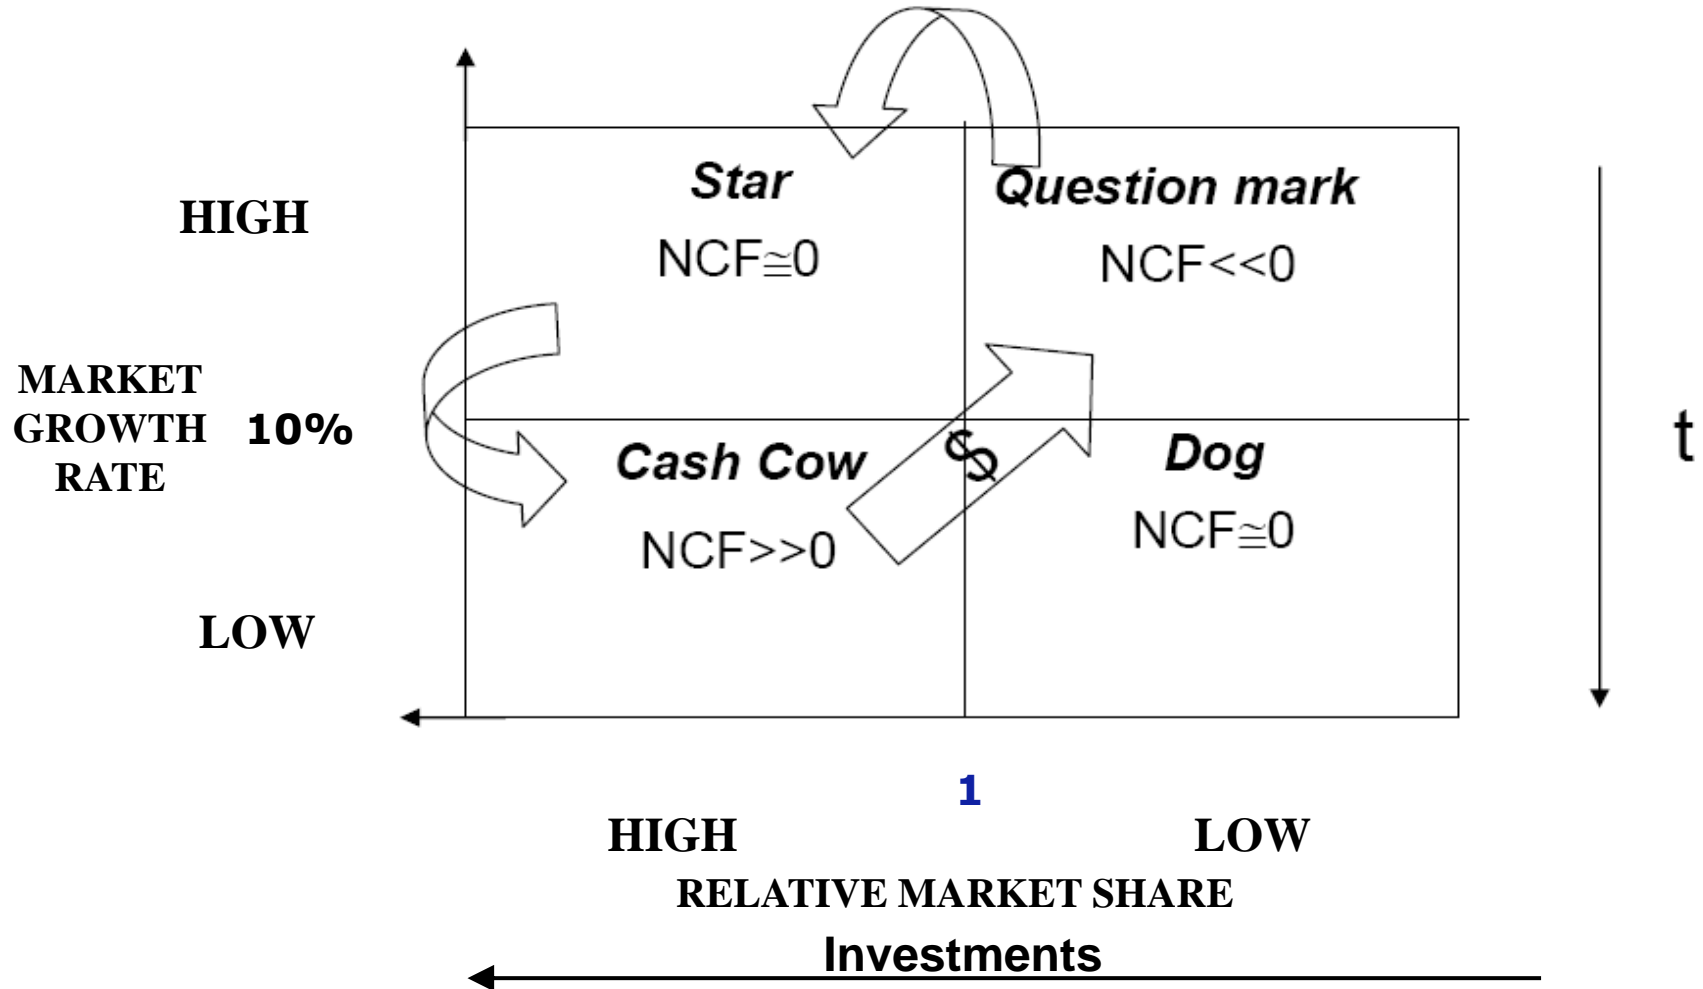 Star
Question mark
HIGH
NCF≅0
NCF<<0
MARKET
GROWTH
RATE
10%
t
Cash Cow
$
Dog
NCF>>0
NCF≅0
LOW
1
HIGH
LOW
RELATIVE MARKET SHARE
Investments